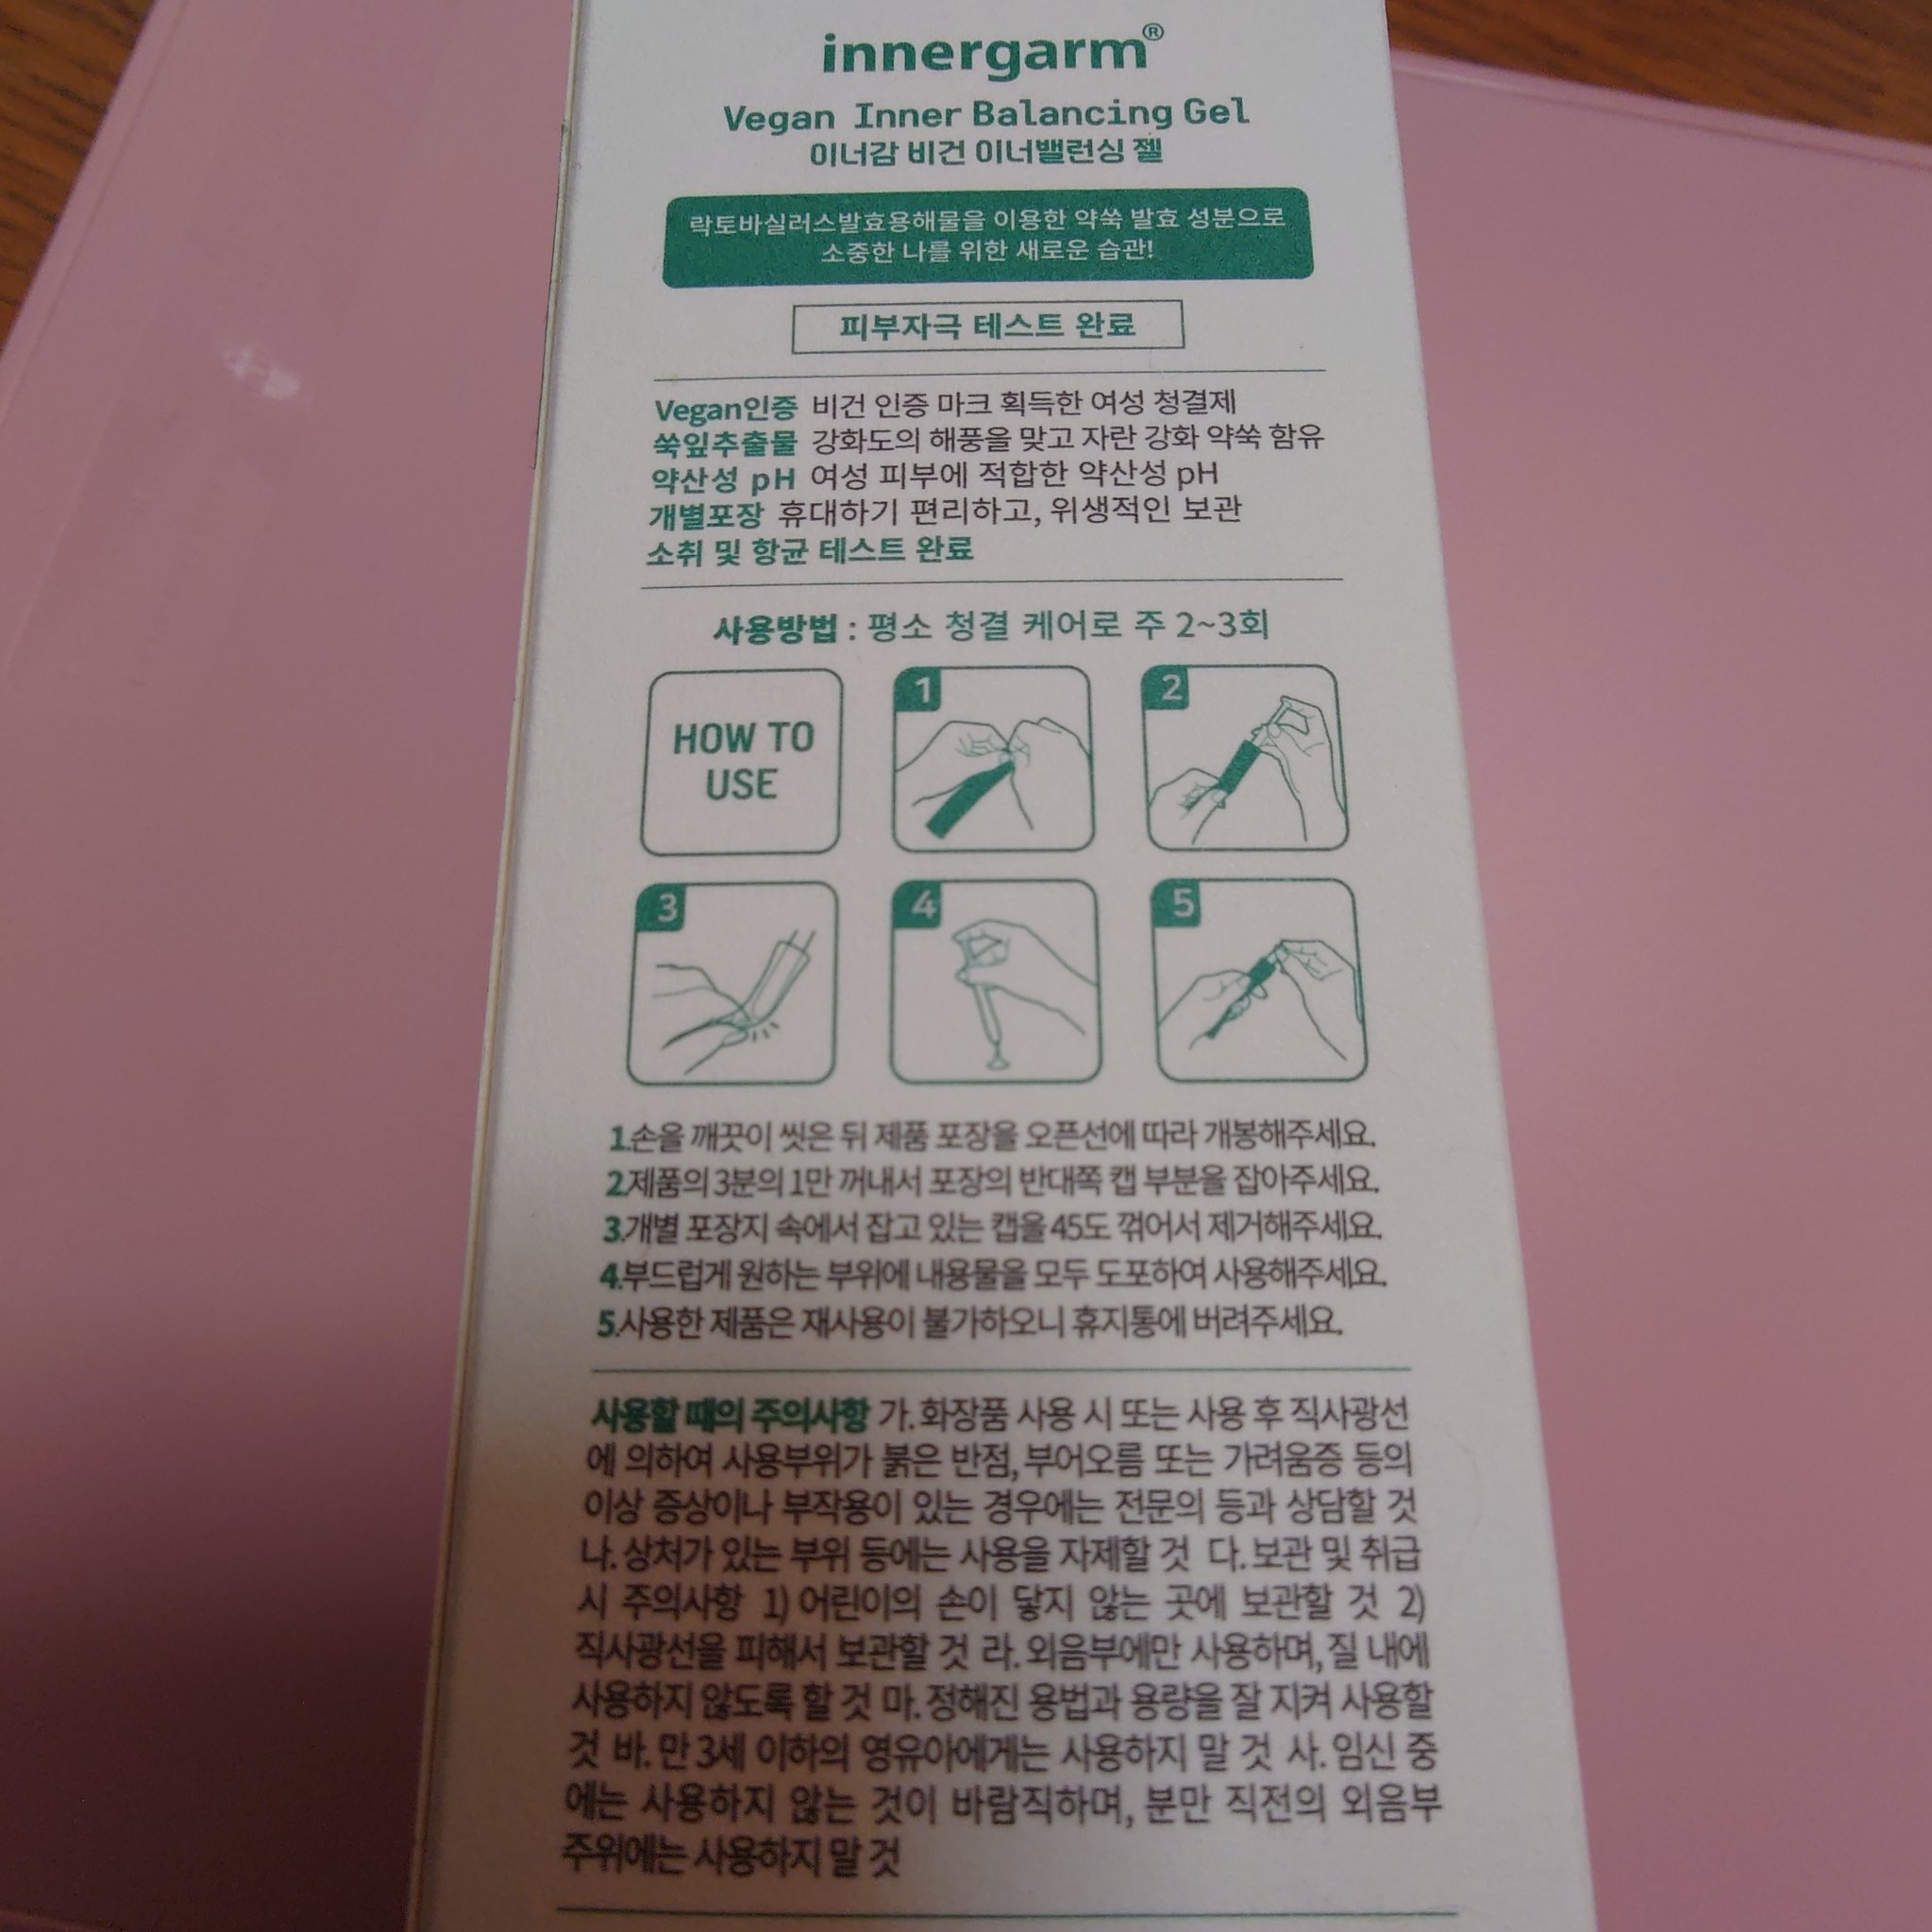 innergarm®
Vegan Inner Balancing Gel
이너감 비건 이너밸런싱 젤
락토바실러스발효용해물을 이용한 약쑥 발효 성분으로
소중한 나를 위한 새로운 습관!
피부자극 테스트 완료
Vegan인증 비건 인증 마크 획득한 여성 청결제
쑥잎추출물 강화도의 해풍을 맞고 자란 강화 약쑥 함유
약산성 pH 여성 피부에 적합한 약산성 pH
개별포장 휴대하기 편리하고, 위생적인 보관
소취 및 항균 테스트 완료
사용방법 : 평소 청결 케어로 주 2~3회
HOW TO
USE
1
2
3
4
5
1.손을 깨끗이 씻은 뒤 제품 포장을 오픈선에 따라 개봉해주세요.
2.제품의 3분의 1만 꺼내서 포장의 반대쪽 캡 부분을 잡아주세요.
3.개별 포장지 속에서 잡고 있는 캡을 45도 꺾어서 제거해주세요.
4.부드럽게 원하는 부위에 내용물을 모두 도포하여 사용해주세요.
5.사용한 제품은 재사용이 불가하오니 휴지통에 버려주세요.
사용할 때의 주의사항 가. 화장품 사용 시 또는 사용 후 직사광선
에 의하여 사용부위가 붉은 반점, 부어오름 또는 가려움증 등의
이상 증상이나 부작용이 있는 경우에는 전문의 등과 상담할 것
나. 상처가 있는 부위 등에는 사용을 자제할 것 다. 보관 및 취급
시 주의사항 1) 어린이의 손이 닿지 않는 곳에 보관할 것 2)
직사광선을 피해서 보관할 것 라. 외음부에만 사용하며, 질 내에
사용하지 않도록 할 것 마. 정해진 용법과 용량을 잘 지켜 사용할
것 바. 만 3세 이하의 영유아에게는 사용하지 말 것 사. 임신 중
에는 사용하지 않는 것이 바람직하며, 분만 직전의 외음부
주위에는 사용하지 말 것